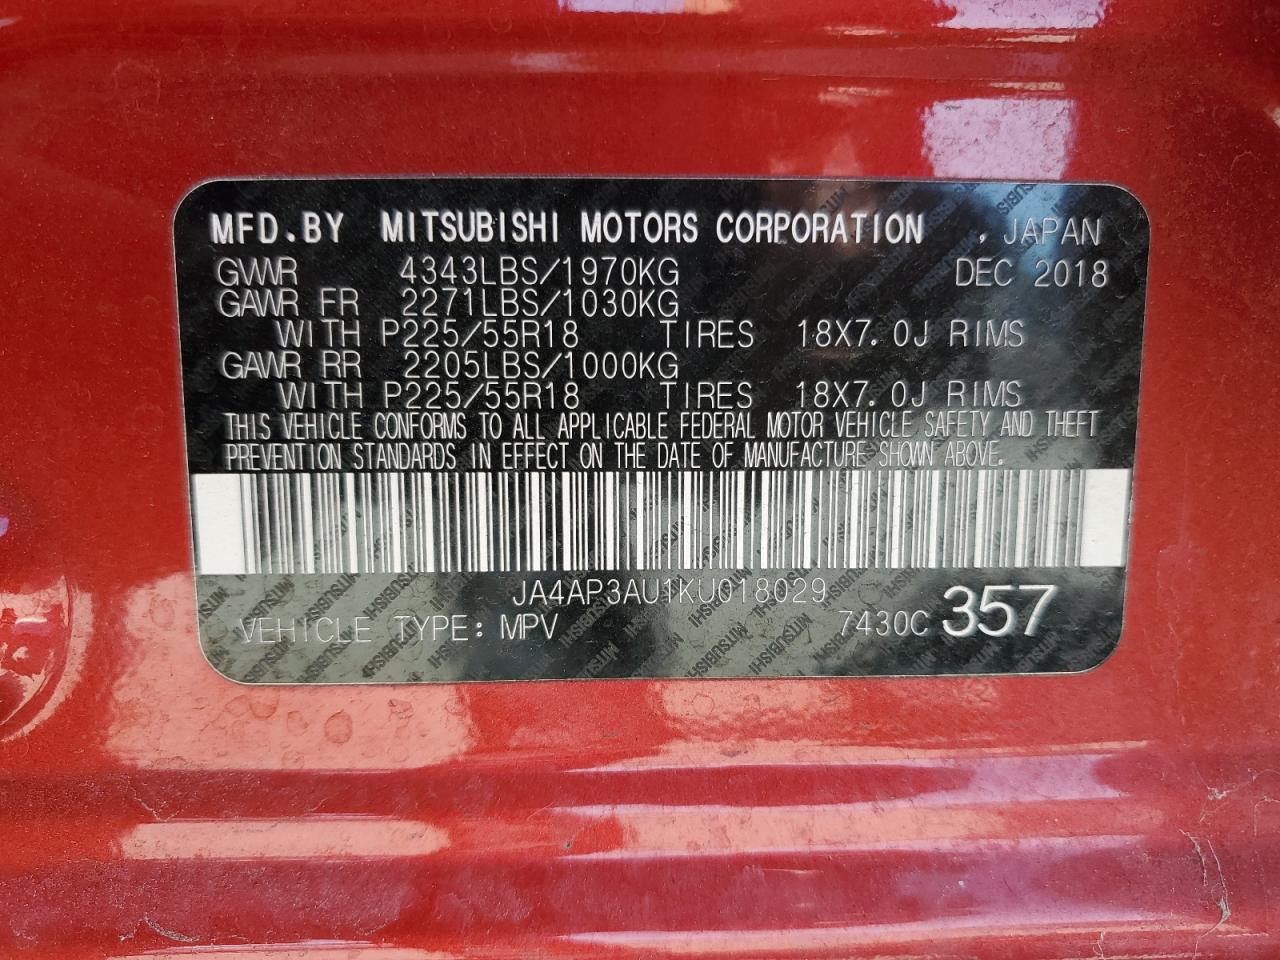 MFD.BY MITSUBISHI MOTORS CORPORATION , JAPAN
GVWR 4343LBS/1970KG DEC 2018
GAWR FR 2271LBS/1030KG
WITH P225/55R18 TIRES 18X7.0J RIMS
GAWR RR 2205LBS/1000KG
WITH P225/55R18 TIRES 18X7.0J RIMS
THIS VEHICLE CONFORMS TO ALL APPLICABLE FEDERAL MOTOR VEHICLE SAFETY AND THEFT
PREVENTION STANDARDS IN EFFECT ON THE DATE OF MANUFACTURE SHOWN ABOVE.
JA4AP3AU1KU018029
VEHICLE TYPE: MPV 7430C 357